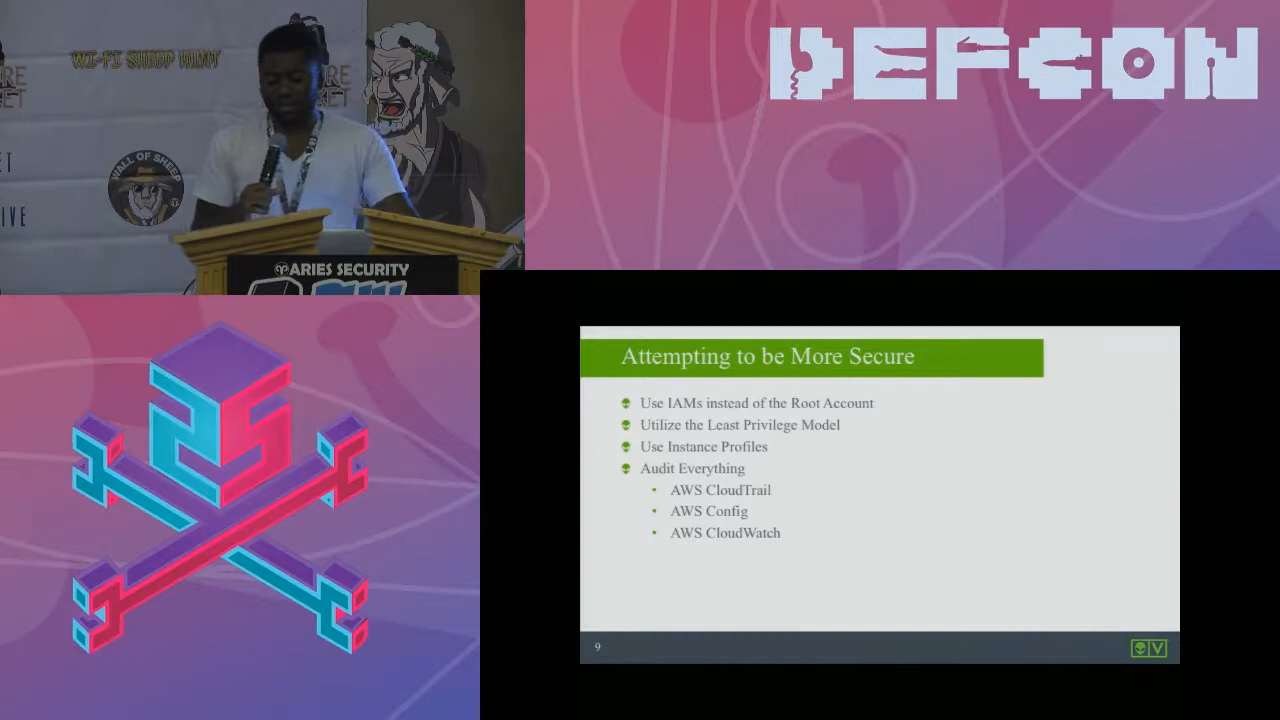 WI-FI SHEEP HUNT
WALL OF SHEEP
IVE
ARIES SECURITY
DEFCON
Attempting to be More Secure
Use IAMs instead of the Root Account
Utilize the Least Privilege Model
Use Instance Profiles
Audit Everything
AWS CloudTrail
AWS Config
AWS CloudWatch
9